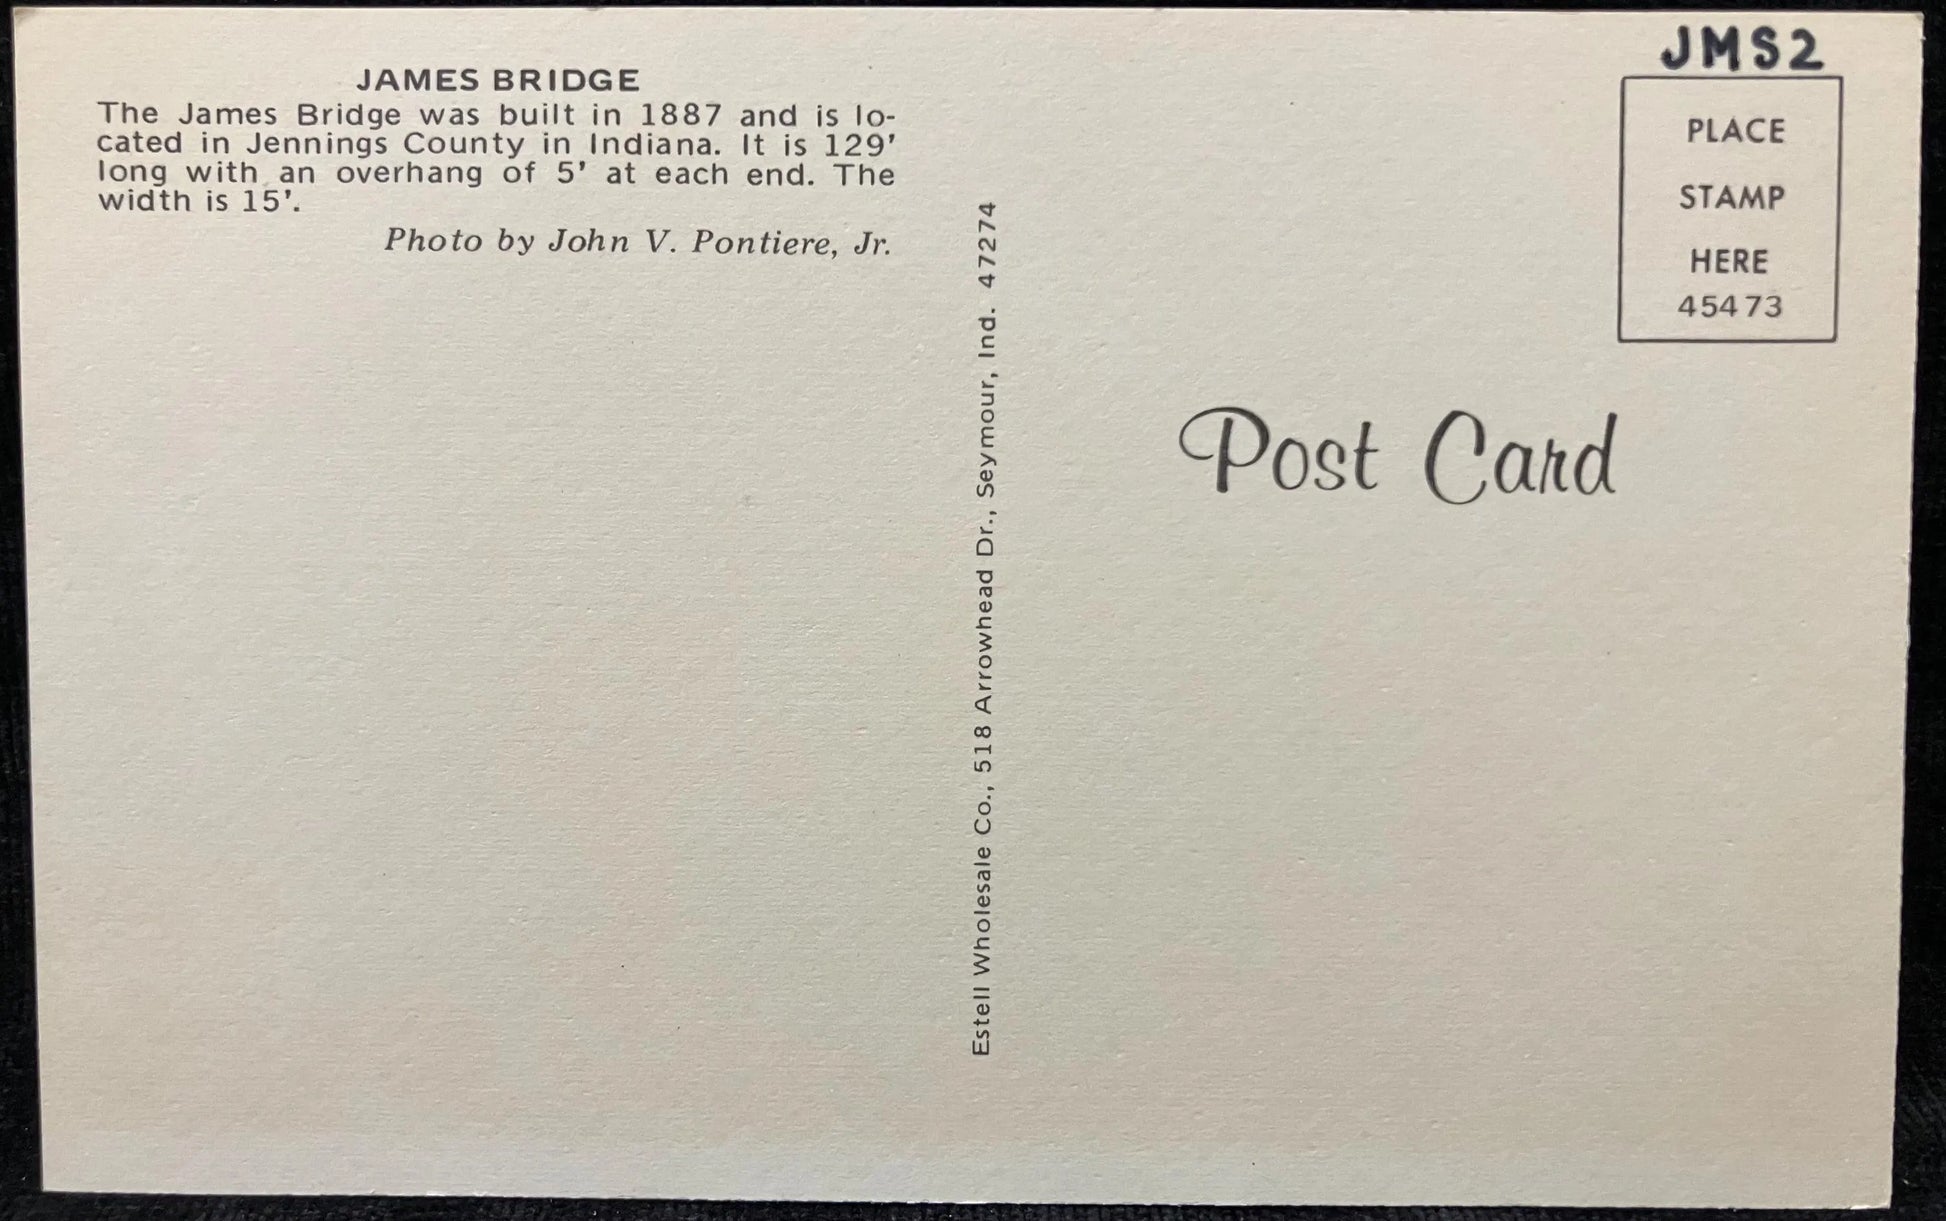 JAMES BRIDGE
The James Bridge was built in 1887 and is lo-
cated in Jennings County in Indiana. It is 129'
long with an overhang of 5' at each end. The
width is 15'.
Photo by John V. Pontiere, Jr.
Estell Wholesale Co., 518 Arrowhead Dr., Seymour, Ind. 47274
JMS2
PLACE
STAMP
HERE
45473
Post Card